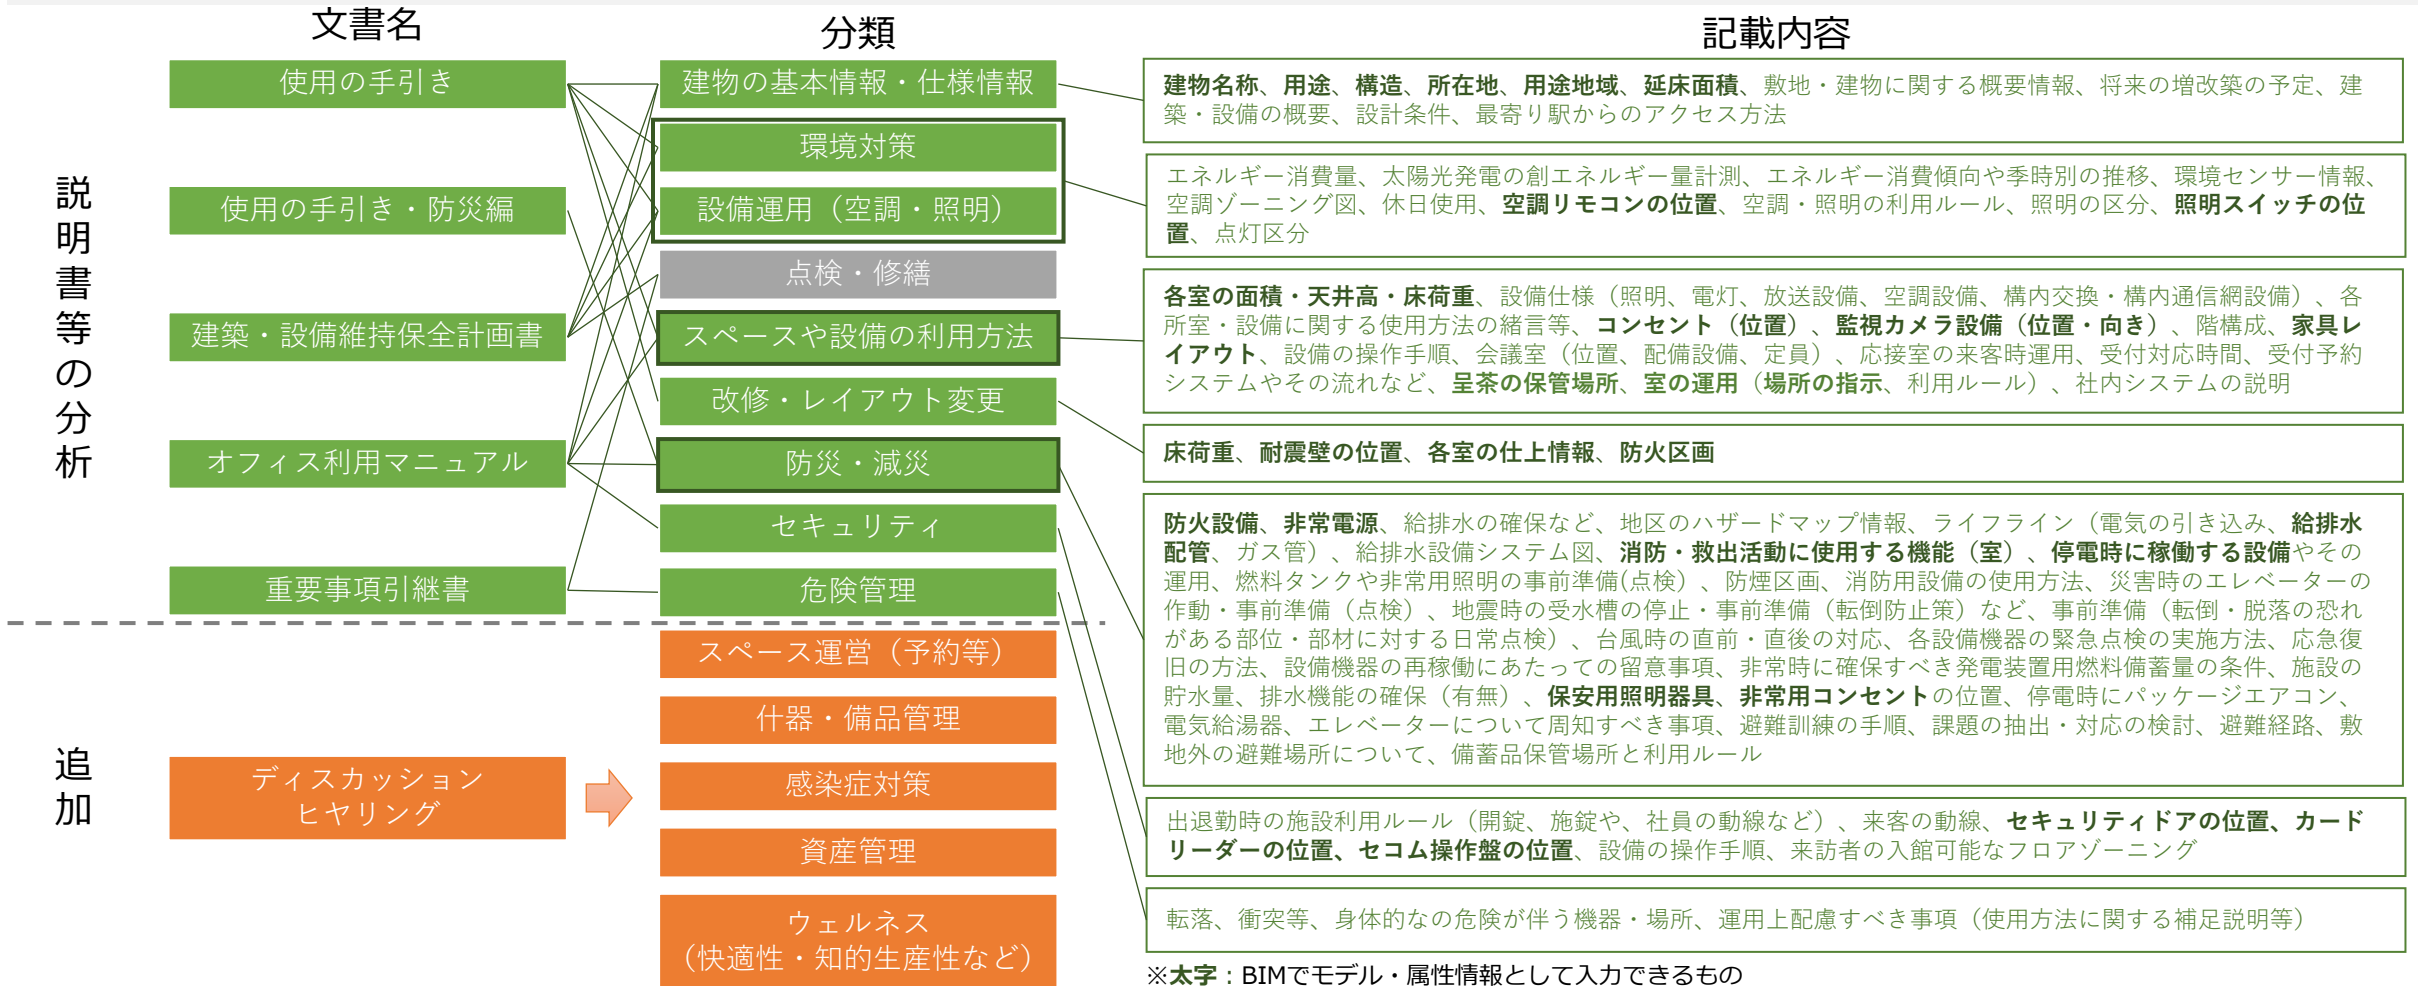 文書名
分類
記載内容
説明書等の分析
使用の手引き
使用の手引き・防災編
建築・設備維持保全計画書
オフィス利用マニュアル
重要事項引継書
建物の基本情報・仕様情報
環境対策
設備運用（空調・照明）
点検・修繕
スペースや設備の利用方法
改修・レイアウト変更
防災・減災
セキュリティ
危険管理
建物名称、用途、構造、所在地、用途地域、延床面積、敷地・建物に関する概要情報、将来の増改築の予定、建
築・設備の概要、設計条件、最寄り駅からのアクセス方法
エネルギー消費量、太陽光発電の創エネルギー量計測、エネルギー消費傾向や季時別の推移、環境センサー情報、
空調ゾーニング図、休日使用、空調リモコンの位置、空調・照明の利用ルール、照明の区分、照明スイッチの位
置、点灯区分
各室の面積・天井高・床荷重、設備仕様（照明、電灯、放送設備、空調設備、構内交換・構内通信網設備）、各
所室・設備に関する使用方法の緒言等、コンセント（位置）、監視カメラ設備（位置・向き）、階構成、家具レ
イアウト、設備の操作手順、会議室（位置、配備設備、定員）、応接室の来客時運用、受付対応時間、受付予約
システムやその流れなど、呈茶の保管場所、室の運用（場所の指示、利用ルール）、社内システムの説明
床荷重、耐震壁の位置、各室の仕上情報、防火区画
防火設備、非常電源、給排水の確保など、地区のハザードマップ情報、ライフライン（電気の引き込み、給排水
配管、ガス管）、給排水設備システム図、消防・救出活動に使用する機能（室）、停電時に稼働する設備やその
運用、燃料タンクや非常用照明の事前準備(点検）、防煙区画、消防用設備の使用方法、災害時のエレベーターの
作動・事前準備（点検）、地震時の受水槽の停止・事前準備（転倒防止策）など、事前準備（転倒・脱落の恐れ
がある部位・部材に対する日常点検）、台風時の直前・直後の対応、各設備機器の緊急点検の実施方法、応急復
旧の方法、設備機器の再稼働にあたっての留意事項、非常時に確保すべき発電装置用燃料備蓄量の条件、施設の
貯水量、排水機能の確保（有無）、保安用照明器具、非常用コンセントの位置、停電時にパッケージエアコン、
電気給湯器、エレベーターについて周知すべき事項、避難訓練の手順、課題の抽出・対応の検討、避難経路、敷
地外の避難場所について、備蓄品保管場所と利用ルール
出退勤時の施設利用ルール（開錠、施錠や、社員の動線など）、来客の動線、セキュリティドアの位置、カード
リーダーの位置、セコム操作盤の位置、設備の操作手順、来訪者の入館可能なフロアゾーニング
転落、衝突等、身体的なの危険が伴う機器・場所、運用上配慮すべき事項（使用方法に関する補足説明等）
追加
ディスカッション
ヒヤリング
スペース運営（予約等）
什器・備品管理
感染症対策
資産管理
ウェルネス
（快適性・知的生産性など）
※太字：BIMでモデル・属性情報として入力できるもの